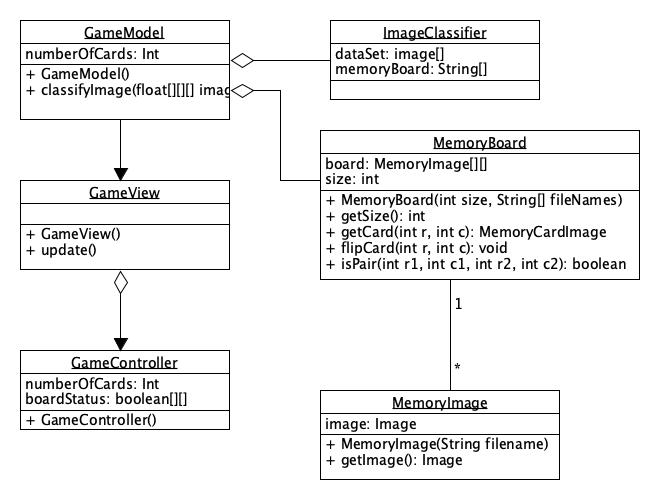 GameModel
numberOfCards: Int
+ GameModel()
+ classifyImage(float[][][] imag
ImageClassifier
dataSet: image[]
memoryBoard: String[]
MemoryBoard
board: MemoryImage[][]
size: int
+ MemoryBoard(int size, String[] fileNames)
+ getSize(): int
+ getCard(int r, int c): MemoryCardImage
+ flipCard(int r, int c): void
+ isPair(int r1, int c1, int r2, int c2): boolean
GameView
+ GameView()
+ update()
1
*
GameController
numberOfCards: Int
boardStatus: boolean[][]
+ GameController()
MemoryImage
image: Image
+ MemoryImage(String filename)
+ getImage(): Image